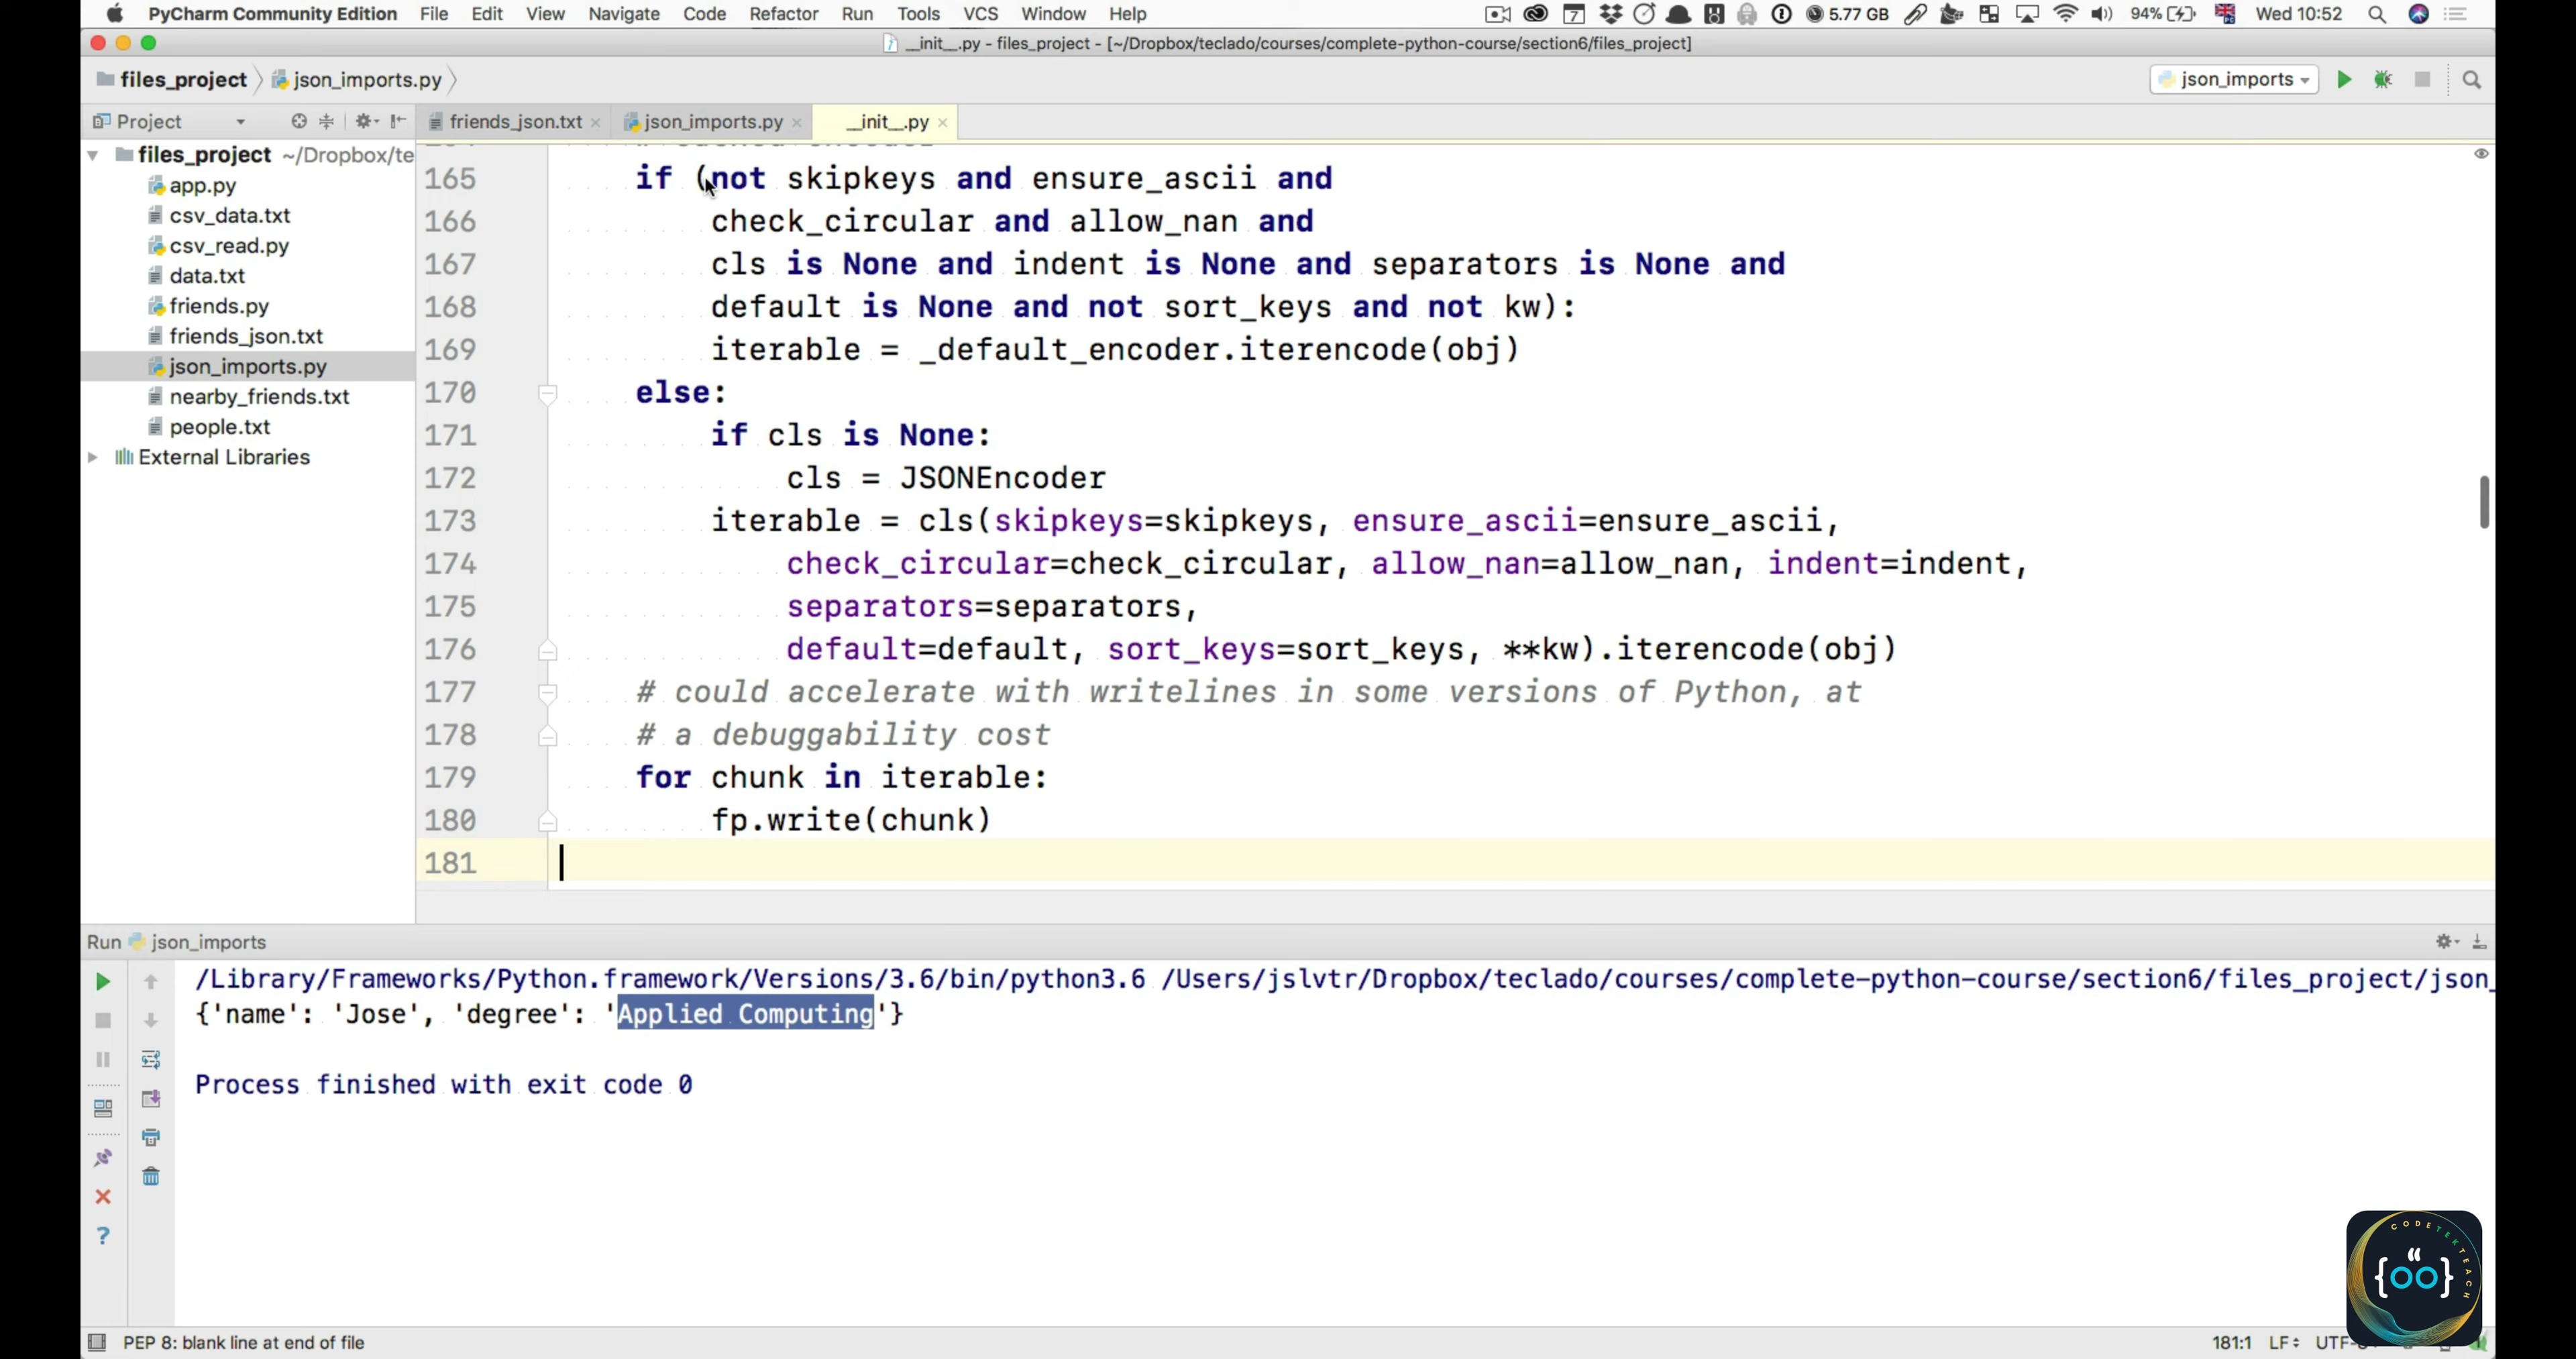 PyCharm Community Edition File Edit View Navigate Code Refactor Run Tools VCS Window Help 7 5.77 GB 94% Wed 10:52
__init__.py - files_project - [~/Dropbox/teclado/courses/complete-python-course/section6/files_project]
files_project json_imports.py json_imports
Project friends_json.txt json_imports.py __init__.py
files_project ~/Dropbox/te
app.py
csv_data.txt
csv_read.py
data.txt
friends.py
friends_json.txt
json_imports.py
nearby_friends.txt
people.txt
External Libraries
165 if (not skipkeys and ensure_ascii and
166 check_circular and allow_nan and
167 cls is None and indent is None and separators is None and
168 default is None and not sort_keys and not kw):
169 iterable = _default_encoder.iterencode(obj)
170 else:
171 if cls is None:
172 cls = JSONEncoder
173 iterable = cls(skipkeys=skipkeys, ensure_ascii=ensure_ascii,
174 check_circular=check_circular, allow_nan=allow_nan, indent=indent,
175 separators=separators,
176 default=default, sort_keys=sort_keys, **kw).iterencode(obj)
177 # could accelerate with writelines in some versions of Python, at
178 # a debuggability cost
179 for chunk in iterable:
180 fp.write(chunk)
181
Run json_imports
/Library/Frameworks/Python.framework/Versions/3.6/bin/python3.6 /Users/jslvtr/Dropbox/teclado/courses/complete-python-course/section6/files_project/json_
{'name': 'Jose', 'degree': 'Applied Computing'}
Process finished with exit code 0
CODETEKTEACH
PEP 8: blank line at end of file 181:1 LF